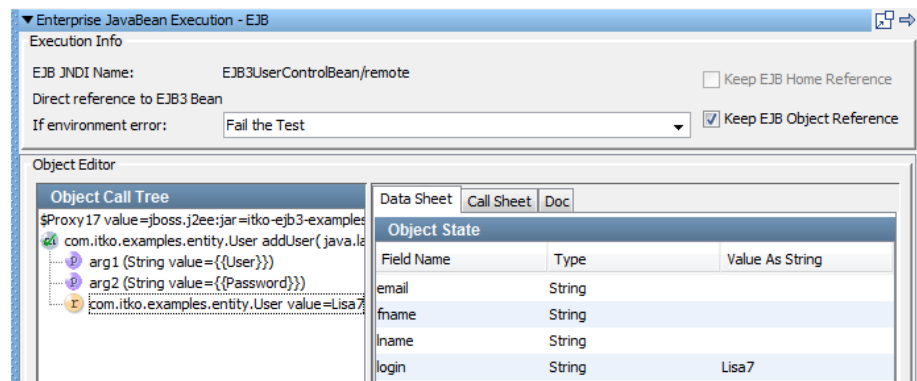 Enterprise JavaBean Execution - EJB
Execution Info
EJB JNDI Name: EJB3UserControlBean/remote
Keep EJB Home Reference
Direct reference to EJB3 Bean
If environment error: Fail the Test
Keep EJB Object Reference
Object Editor
Object Call Tree
$Proxy17 value=jboss.j2ee:jar=itko-ejb3-examples
com.itko.examples.entity.User addUser( java.la
p arg1 (String value={{User}})
p arg2 (String value={{Password}})
r com.itko.examples.entity.User value=Lisa7
Data Sheet Call Sheet Doc
Object State
Field Name Type Value As String
email String
fname String
lname String
login String Lisa7